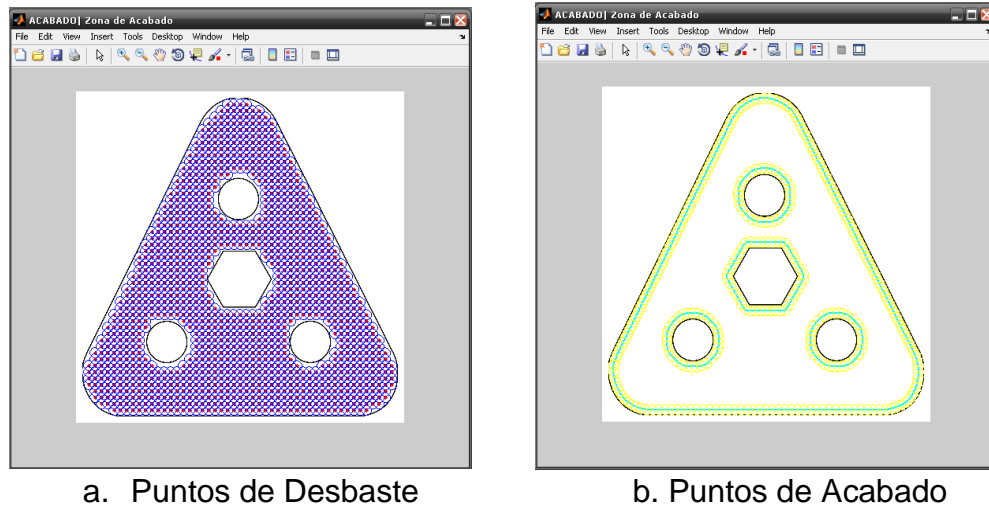 ACABADO| Zona de Acabado
File Edit View Insert Tools Desktop Window Help
ACABADO| Zona de Acabado
File Edit View Insert Tools Desktop Window Help
a. Puntos de Desbaste
b. Puntos de Acabado